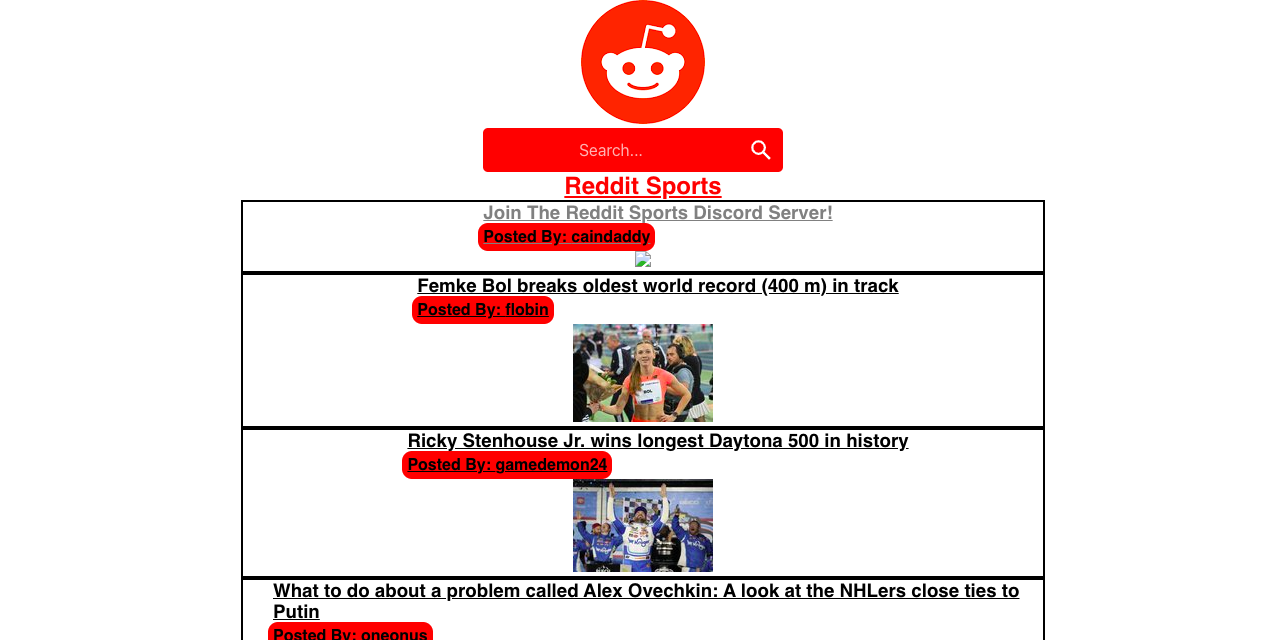 Search...
Reddit Sports
Join The Reddit Sports Discord Server!
Posted By: caindaddy
Femke Bol breaks oldest world record (400 m) in track
Posted By: flobin
BOL
Ricky Stenhouse Jr. wins longest Daytona 500 in history
Posted By: gamedemon24
What to do about a problem called Alex Ovechkin: A look at the NHLers close ties to
Putin
Posted By: oneonus